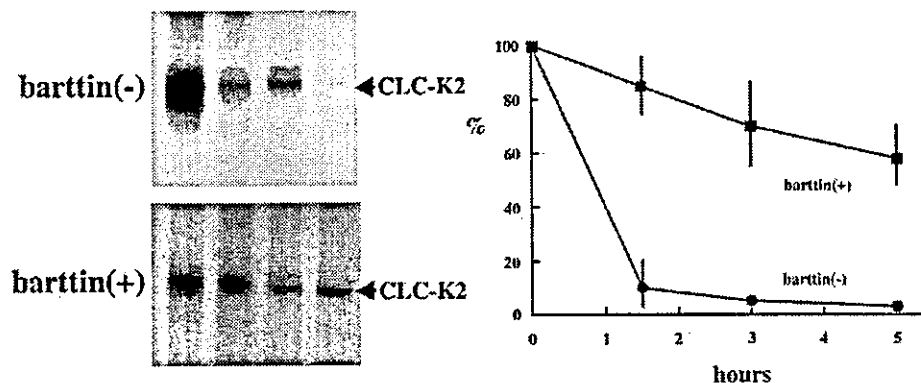 barttin(-)
CLC-K2
barttin(+)
CLC-K2
100
80
60
40
20
0
%
barttin(+)
barttin(-)
0 1 2 3 4 5
hours